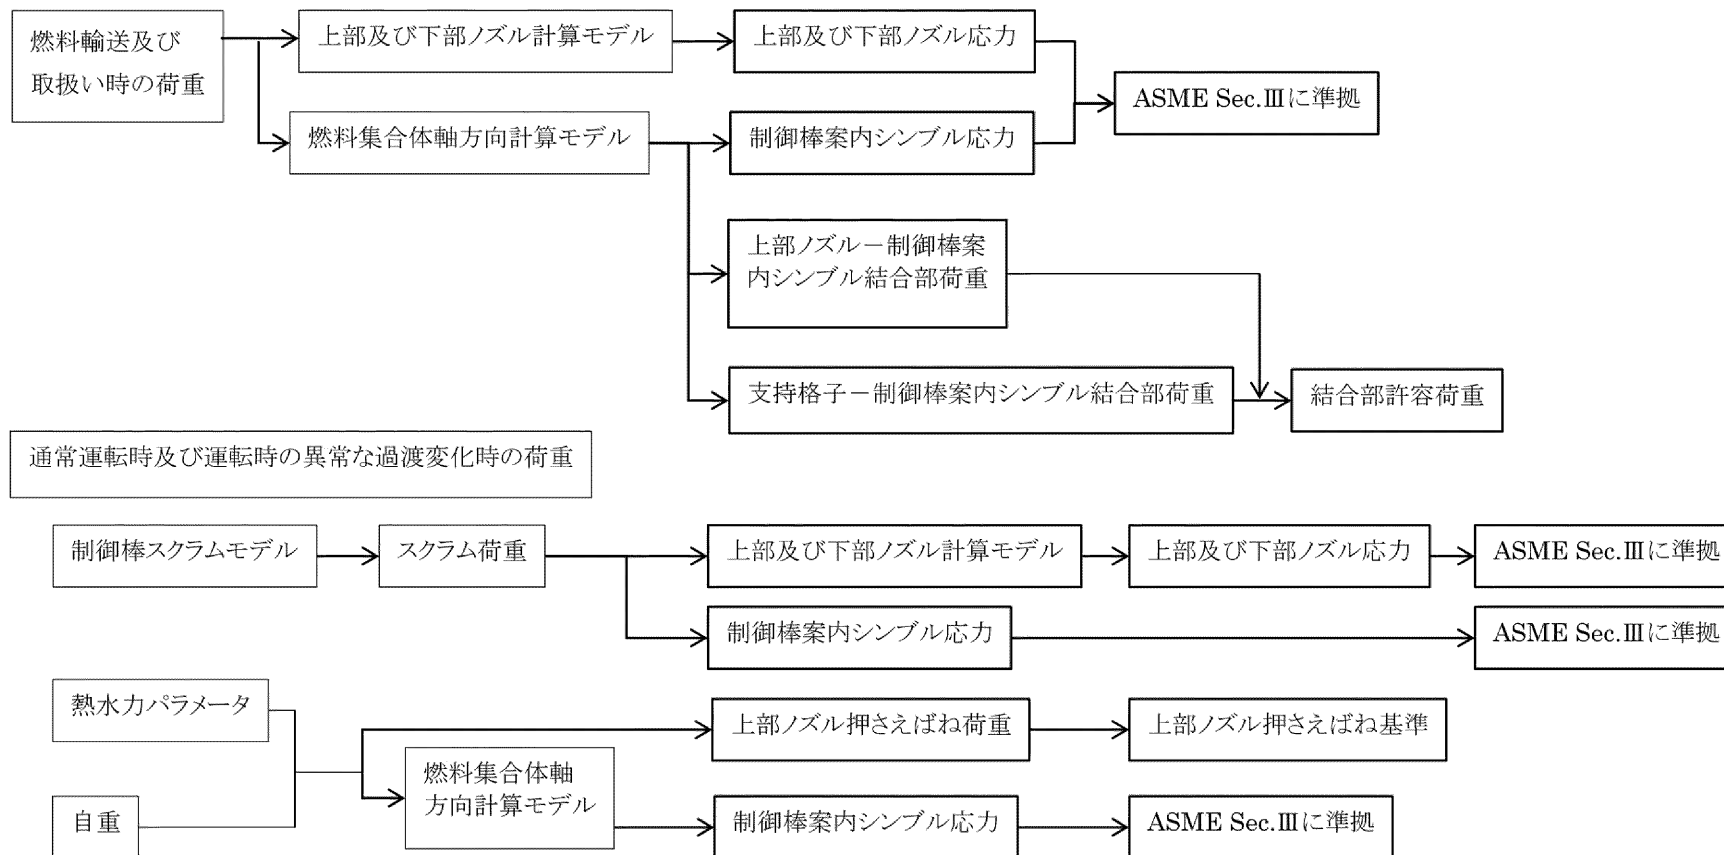 燃料輸送及び
取扱い時の荷重
上部及び下部ノズル計算モデル
上部及び下部ノズル応力
ASME Sec.Ⅲに準拠
燃料集合体軸方向計算モデル
制御棒案内シンブル応力
上部ノズル－制御棒案
内シンブル結合部荷重
支持格子－制御棒案内シンブル結合部荷重
結合部許容荷重
通常運転時及び運転時の異常な過渡変化時の荷重
制御棒スクラムモデル
スクラム荷重
上部及び下部ノズル計算モデル
上部及び下部ノズル応力
ASME Sec.Ⅲに準拠
制御棒案内シンブル応力
ASME Sec.Ⅲに準拠
熱水力パラメータ
上部ノズル押さえばね荷重
上部ノズル押さえばね基準
燃料集合体軸
方向計算モデル
自重
制御棒案内シンブル応力
ASME Sec.Ⅲに準拠